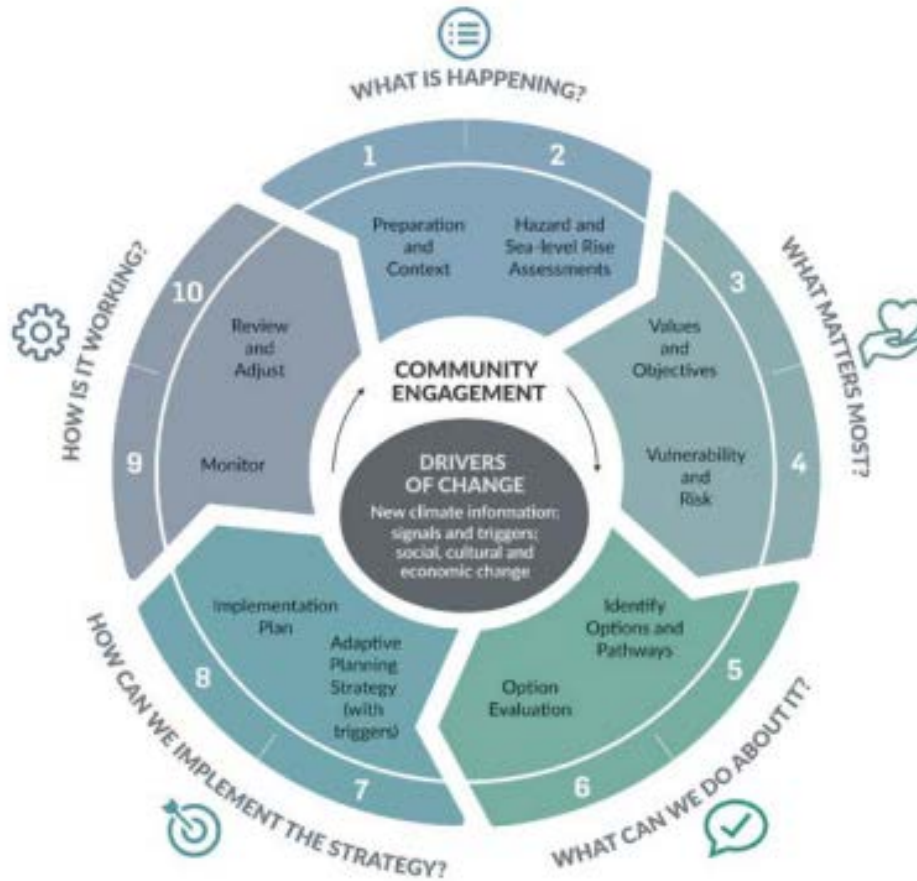 WHAT IS HAPPENING?
1
2
Preparation
and
Context
Hazard and
Sea-level Rise
Assessments
WHAT MATTERS MOST?
3
4
Values
and
Objectives
Vulnerability
and
Risk
WHAT CAN WE DO ABOUT IT?
5
6
Identify
Options and
Pathways
Option
Evaluation
HOW CAN WE IMPLEMENT THE STRATEGY?
7
8
Adaptive
Planning
Strategy
(with
triggers)
Implementation
Plan
HOW IS IT WORKING?
9
10
Monitor
Review
and
Adjust
COMMUNITY
ENGAGEMENT
DRIVERS
OF CHANGE
New climate information;
signals and triggers;
social, cultural and
economic change